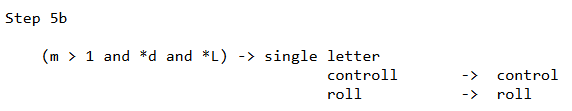 Step 5b
(m > 1 and *d and *L) -> single letter
controll -> control
roll -> roll